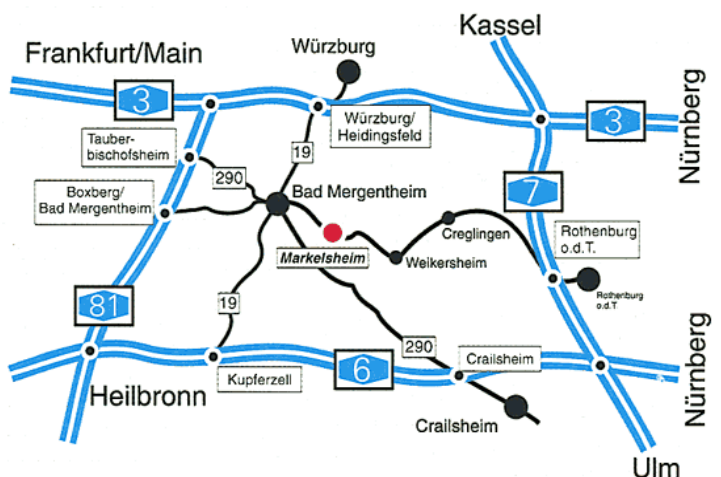 Kassel
Frankfurt/Main
Würzburg
3
3
Würzburg/
Heidingsfeld
Nürnberg
Tauber-
bischofsheim
19
290
7
Boxberg/
Bad Mergentheim
Bad Mergentheim
Creglingen
Rothenburg
o.d.T.
Markelsheim
Weikersheim
Rothenburg
o.d.T
81
19
290
Crailsheim
6
Kupferzell
Heilbronn
Nürnberg
Crailsheim
Ulm